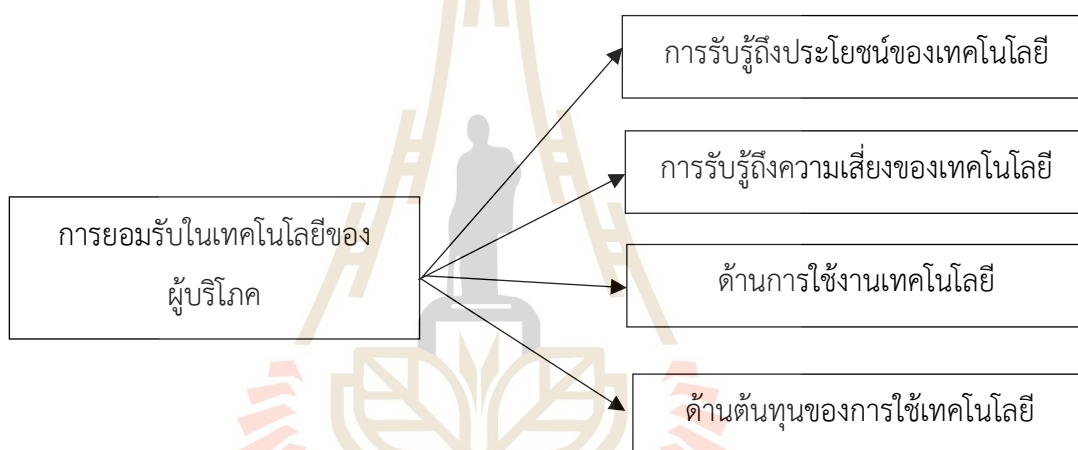 การรับรู้ถึงประโยชน์ของเทคโนโลยี
การรับรู้ถึงความเสี่ยงของเทคโนโลยี
การยอมรับในเทคโนโลยีของ
ผู้บริโภค
ด้านการใช้งานเทคโนโลยี
ด้านต้นทุนของการใช้เทคโนโลยี